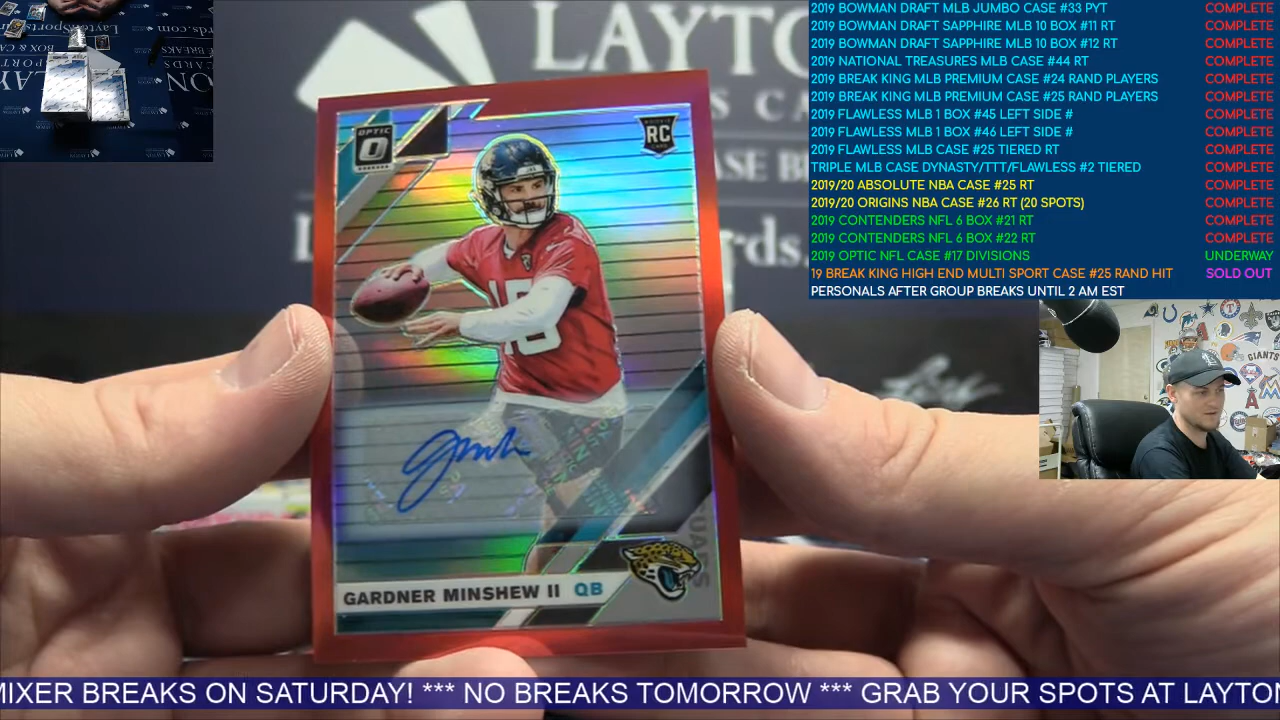 2019 BOWMAN DRAFT MLB JUMBO CASE #33 PYT COMPLETE
2019 BOWMAN DRAFT SAPPHIRE MLB 10 BOX #11 RT COMPLETE
2019 BOWMAN DRAFT SAPPHIRE MLB 10 BOX #12 RT COMPLETE
2019 NATIONAL TREASURES MLB CASE #44 RT COMPLETE
2019 BREAK KING MLB PREMIUM CASE #24 RAND PLAYERS COMPLETE
2019 BREAK KING MLB PREMIUM CASE #25 RAND PLAYERS COMPLETE
2019 FLAWLESS MLB 1 BOX #45 LEFT SIDE # COMPLETE
2019 FLAWLESS MLB 1 BOX #46 LEFT SIDE # COMPLETE
2019 FLAWLESS MLB CASE #25 TIERED RT COMPLETE
TRIPLE MLB CASE DYNASTY/TTT/FLAWLESS #2 TIERED COMPLETE
2019/20 ABSOLUTE NBA CASE #25 RT COMPLETE
2019/20 ORIGINS NBA CASE #26 RT (20 SPOTS) COMPLETE
2019 CONTENDERS NFL 6 BOX #21 RT COMPLETE
2019 CONTENDERS NFL 6 BOX #22 RT COMPLETE
2019 OPTIC NFL CASE #17 DIVISIONS UNDERWAY
19 BREAK KING HIGH END MULTI SPORT CASE #25 RAND HIT SOLD OUT
PERSONALS AFTER GROUP BREAKS UNTIL 2 AM EST
LAYTO
S CA
ASE B
rds.
OPTIC
ROOKIE
RC
CARD
18
GARDNER MINSHEW II QB
GIANTS
MIXER BREAKS ON SATURDAY! *** NO BREAKS TOMORROW *** GRAB YOUR SPOTS AT LAYTON